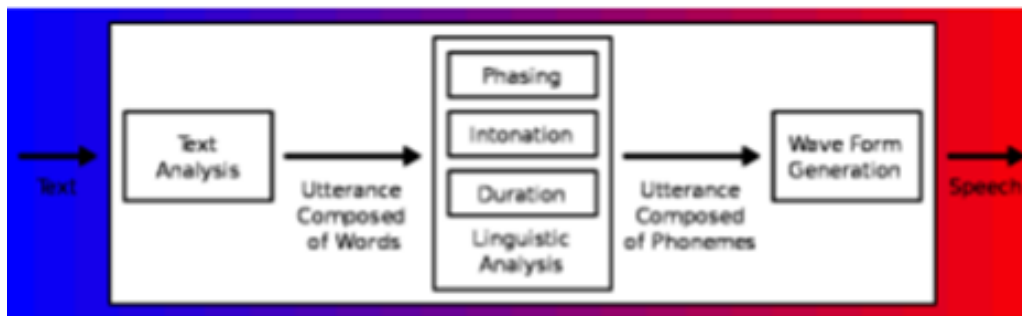 Text
Text
Analysis
Utterance
Composed
of Words
Phasing
Intonation
Duration
Linguistic
Analysis
Utterance
Composed
of Phonemes
Wave Form
Generation
Speech